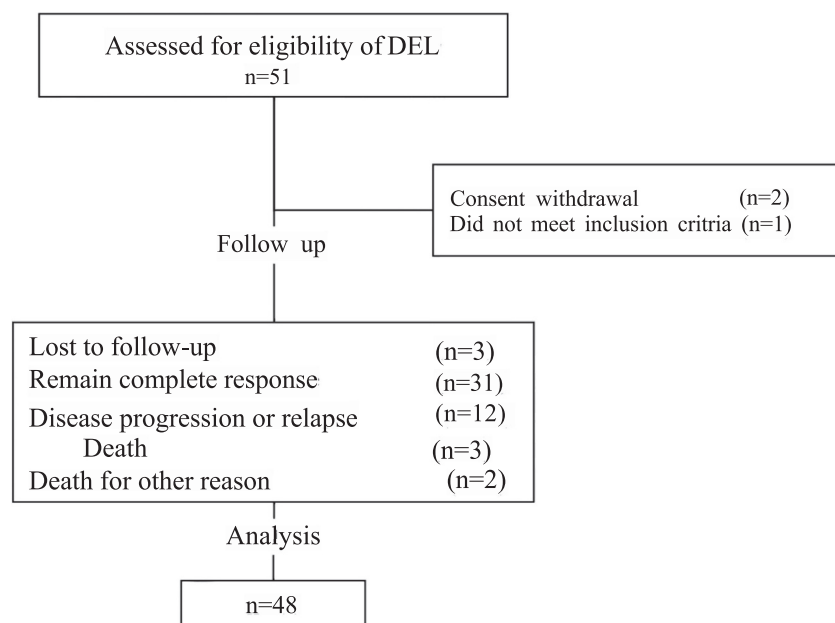 Assessed for eligibility of DEL
n=51
Consent withdrawal (n=2)
Did not meet inclusion critria (n=1)
Follow up
Lost to follow-up (n=3)
Remain complete response (n=31)
Disease progression or relapse (n=12)
Death (n=3)
Death for other reason (n=2)
Analysis
n=48